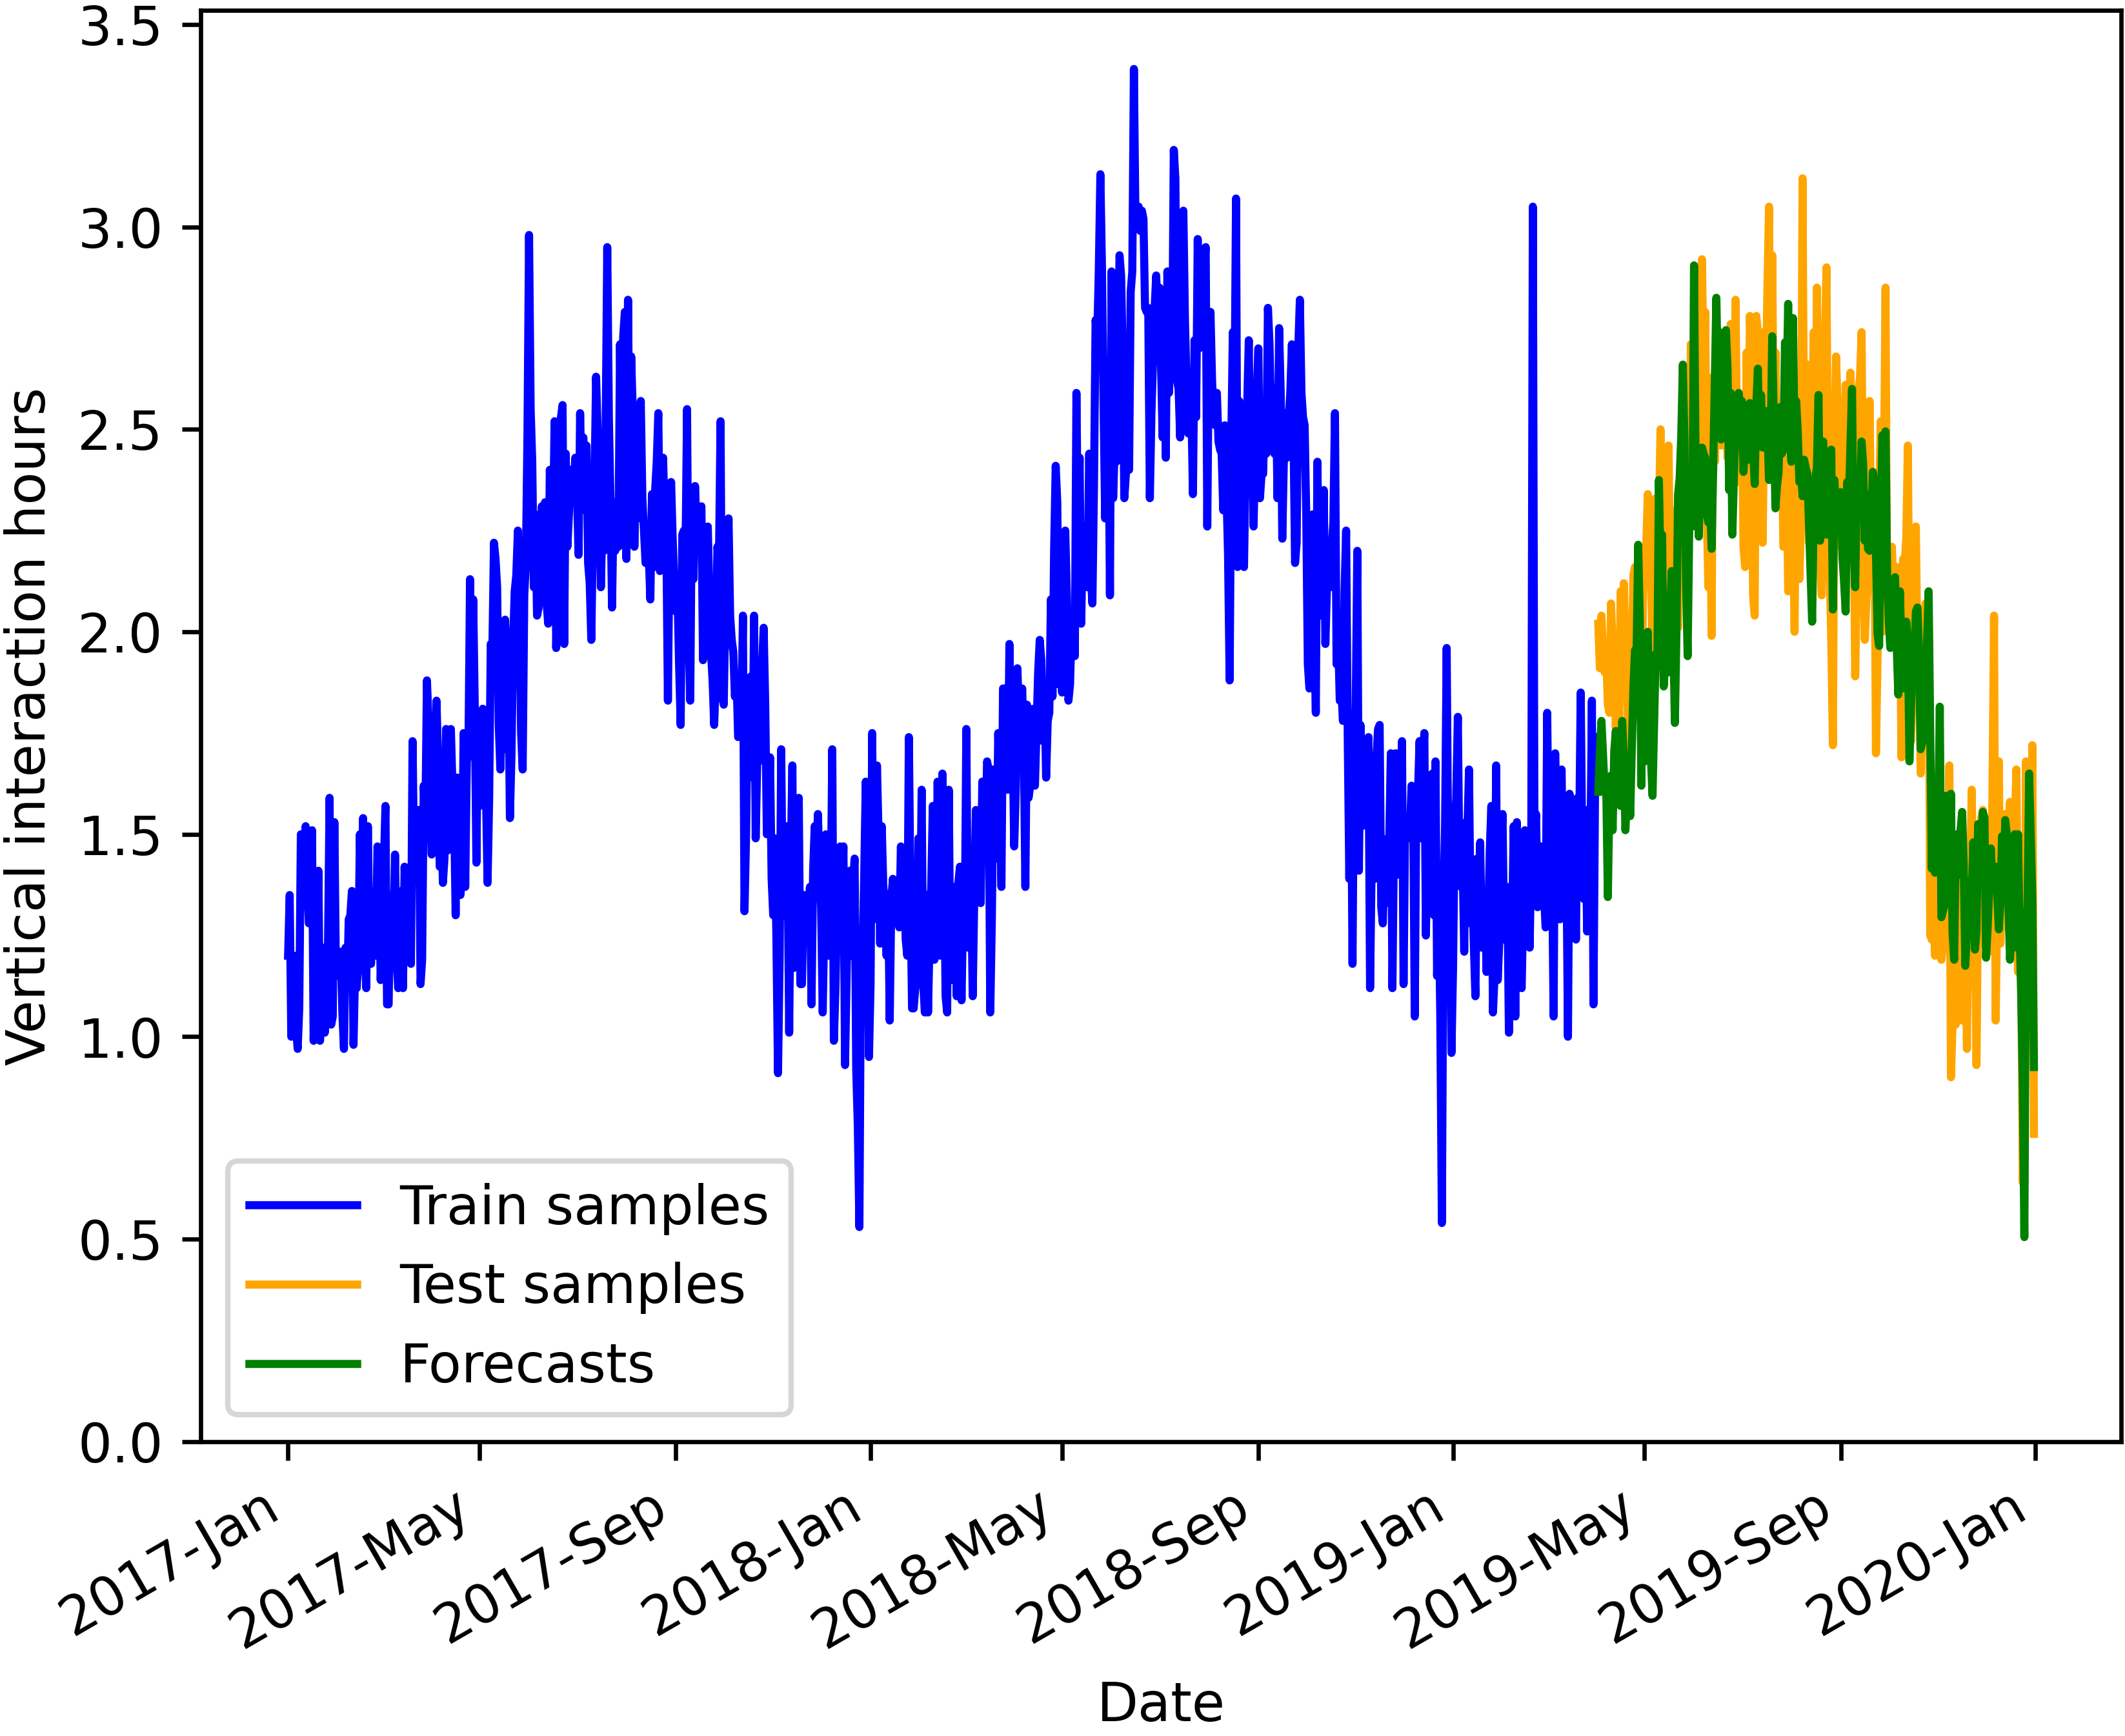 3.5
3.0
2.5
2.0
1.5
1.0
0.5
0.0
Vertical interaction hours
Train samples
Test samples
Forecasts
2017-Jan
2017-May
2017-Sep
2018-Jan
2018-May
2018-Sep
2019-Jan
2019-May
2019-Sep
2020-Jan
Date